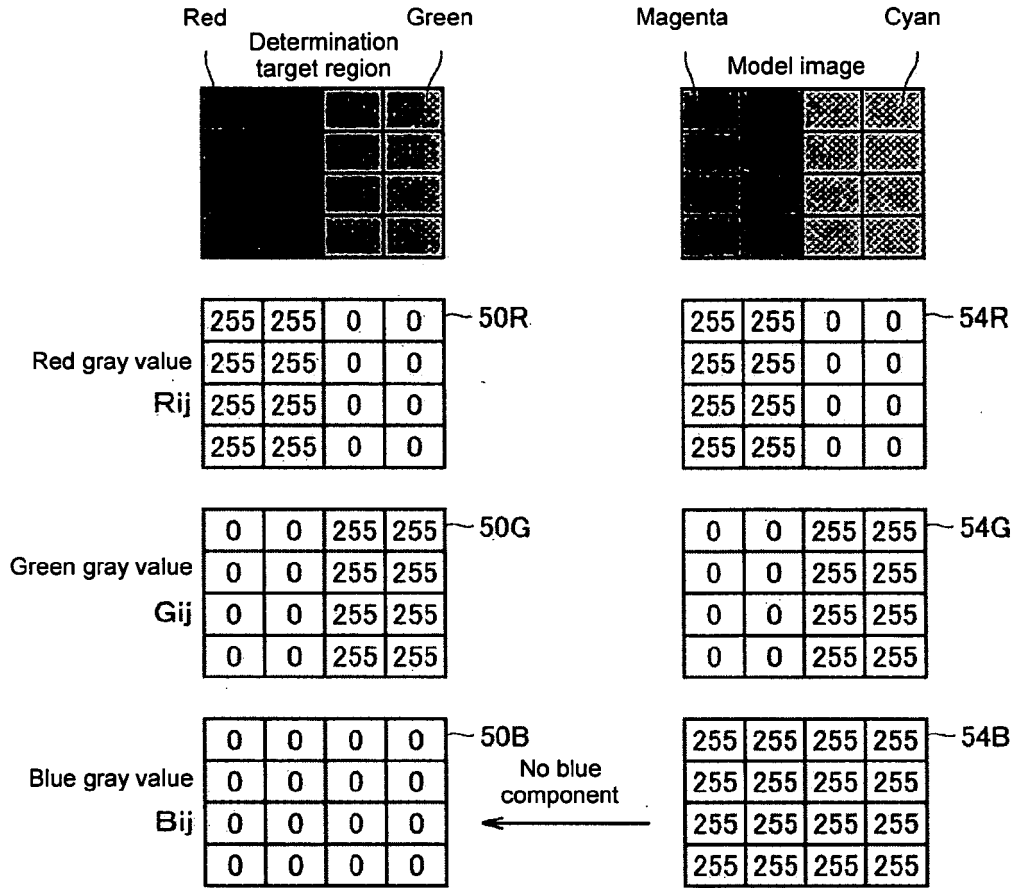 Red Green Magenta Cyan
Determination
target region
Model image
255 255 0 0 50R 255 255 0 0 54R
Red gray value 255 255 0 0 255 255 0 0
Rij 255 255 0 0 255 255 0 0
255 255 0 0 255 255 0 0
0 0 255 255 50G 0 0 255 255 54G
Green gray value 0 0 255 255 0 0 255 255
Gij 0 0 255 255 0 0 255 255
0 0 255 255 0 0 255 255
0 0 0 0 50B 255 255 255 255 54B
Blue gray value 0 0 0 0 No blue 255 255 255 255
component
Bij 0 0 0 0 255 255 255 255
0 0 0 0 255 255 255 255